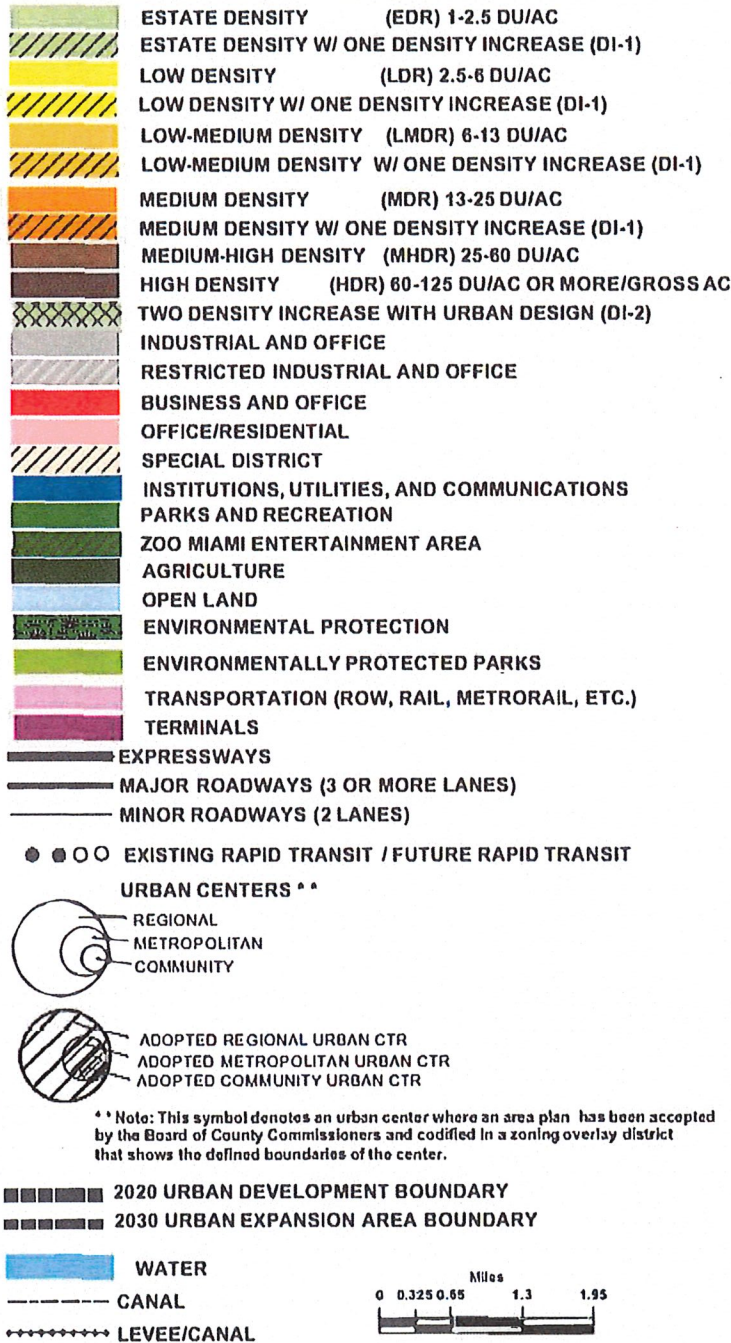 ESTATE DENSITY (EDR) 1-2.5 DU/AC
ESTATE DENSITY W/ ONE DENSITY INCREASE (DI-1)
LOW DENSITY (LDR) 2.5-6 DU/AC
LOW DENSITY W/ ONE DENSITY INCREASE (DI-1)
LOW-MEDIUM DENSITY (LMDR) 6-13 DU/AC
LOW-MEDIUM DENSITY W/ ONE DENSITY INCREASE (DI-1)
MEDIUM DENSITY (MDR) 13-25 DU/AC
MEDIUM DENSITY W/ ONE DENSITY INCREASE (DI-1)
MEDIUM-HIGH DENSITY (MHDR) 25-60 DU/AC
HIGH DENSITY (HDR) 60-125 DU/AC OR MORE/GROSS AC
TWO DENSITY INCREASE WITH URBAN DESIGN (DI-2)
INDUSTRIAL AND OFFICE
RESTRICTED INDUSTRIAL AND OFFICE
BUSINESS AND OFFICE
OFFICE/RESIDENTIAL
SPECIAL DISTRICT
INSTITUTIONS, UTILITIES, AND COMMUNICATIONS
PARKS AND RECREATION
ZOO MIAMI ENTERTAINMENT AREA
AGRICULTURE
OPEN LAND
ENVIRONMENTAL PROTECTION
ENVIRONMENTALLY PROTECTED PARKS
TRANSPORTATION (ROW, RAIL, METRORAIL, ETC.)
TERMINALS
EXPRESSWAYS
MAJOR ROADWAYS (3 OR MORE LANES)
MINOR ROADWAYS (2 LANES)
EXISTING RAPID TRANSIT / FUTURE RAPID TRANSIT
URBAN CENTERS **
REGIONAL
METROPOLITAN
COMMUNITY
ADOPTED REGIONAL URBAN CTR
ADOPTED METROPOLITAN URBAN CTR
ADOPTED COMMUNITY URBAN CTR
** Note: This symbol denotes an urban center where an area plan has been accepted
by the Board of County Commissioners and codified in a zoning overlay district
that shows the defined boundaries of the center.
2020 URBAN DEVELOPMENT BOUNDARY
2030 URBAN EXPANSION AREA BOUNDARY
WATER
CANAL
LEVEE/CANAL
Miles
0 0.325 0.65 1.3 1.95